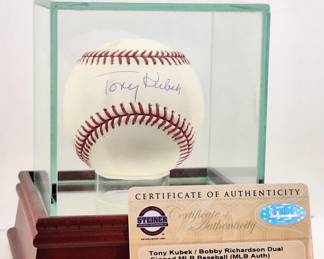 Tony Kubek
CERTIFICATE OF AUTHENTICITY
STEINER
Certificate of
Authenticity
Tony Kubek / Bobby Richardson Dual
Signed MLB Baseball (MLB Auth)